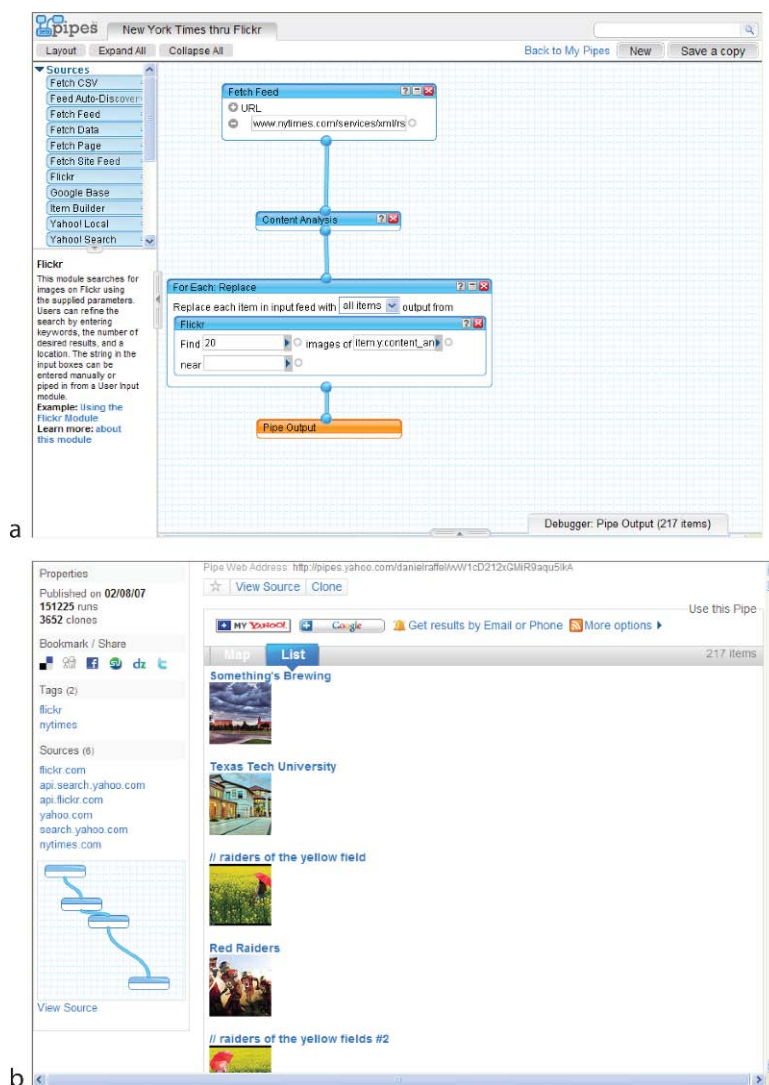 pipes New York Times thru Flickr
Layout Expand All Collapse All Back to My Pipes New Save a copy
Sources
Fetch CSV
Feed Auto-Discover
Fetch Feed
Fetch Data
Fetch Page
Fetch Site Feed
Flickr
Google Base
Item Builder
Yahoo! Local
Yahoo! Search
Flickr
This module searches for
images on Flickr using
the supplied parameters.
Users can refine the
search by entering
keywords, the number of
desired results, and a
location. The string in the
input boxes can be
entered manually or
piped in from a User Input
module.
Example: Using the
Flickr Module
Learn more: about
this module
Fetch Feed
URL
www.nytimes.com/services/xml/rs
Content Analysis
For Each: Replace
Replace each item in input feed with all items output from
Flickr
Find 20 images of item.y:content_an
near
Pipe Output
Debugger: Pipe Output (217 items)
a
Properties
Published on 02/08/07
151225 runs
3652 clones
Bookmark / Share
dz
Tags (2)
flickr
nytimes
Sources (6)
flickr.com
api.search.yahoo.com
api.flickr.com
yahoo.com
search.yahoo.com
nytimes.com
View Source
Pipe Web Address: http://pipes.yahoo.com/danielraffel/
View Source Clone
Use this Pipe
MY YAHOO! Google Get results by Email or Phone More options
Map List 217 items
Something's Brewing
Texas Tech University
// raiders of the yellow field
Red Raiders
// raiders of the yellow fields #2
b